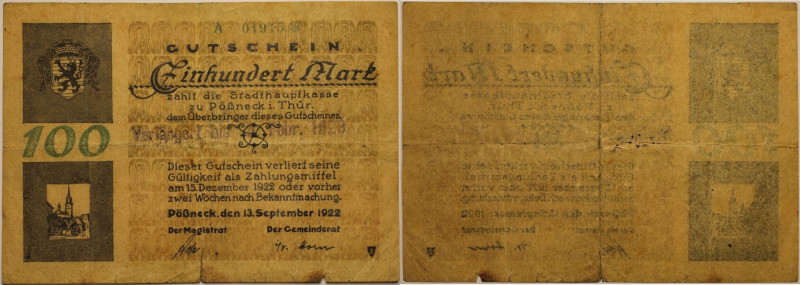 A
GUTSCHEIN
Einhundert Mark
zahlt die Stadthauptkasse
zu Pößneck i. Thür.
dem Überbringer dieses Gutscheines.
Verlängert bis
100
Dieser Gutschein verliert seine
Gültigkeit als Zahlungsmittel
am 15. Dezember 1922 oder vorher
zwei Wochen nach Bekanntmachung.
Pößneck, den 13. September 1922
Der Magistrat Der Gemeinderat